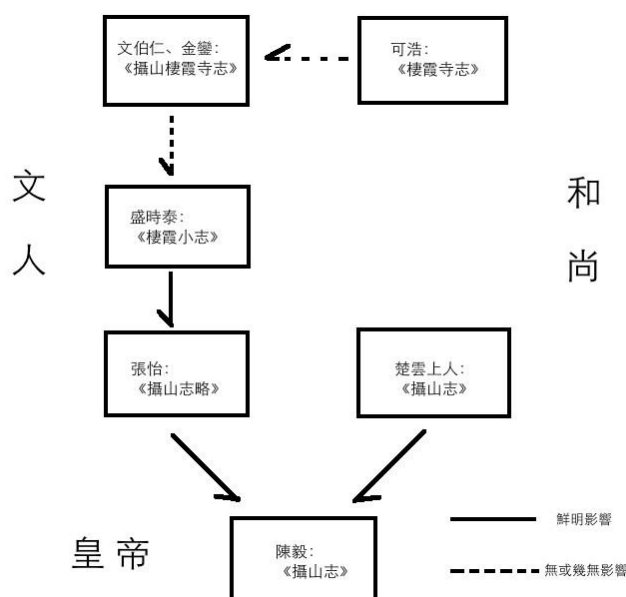 文伯仁、金鑾：
《攝山棲霞寺志》
可浩：
《棲霞寺志》
文
人
和
尚
盛時泰：
《棲霞小志》
張怡：
《攝山志略》
楚雲上人：
《攝山志》
皇帝
陳毅：
《攝山志》
鮮明影響
無或幾無影響